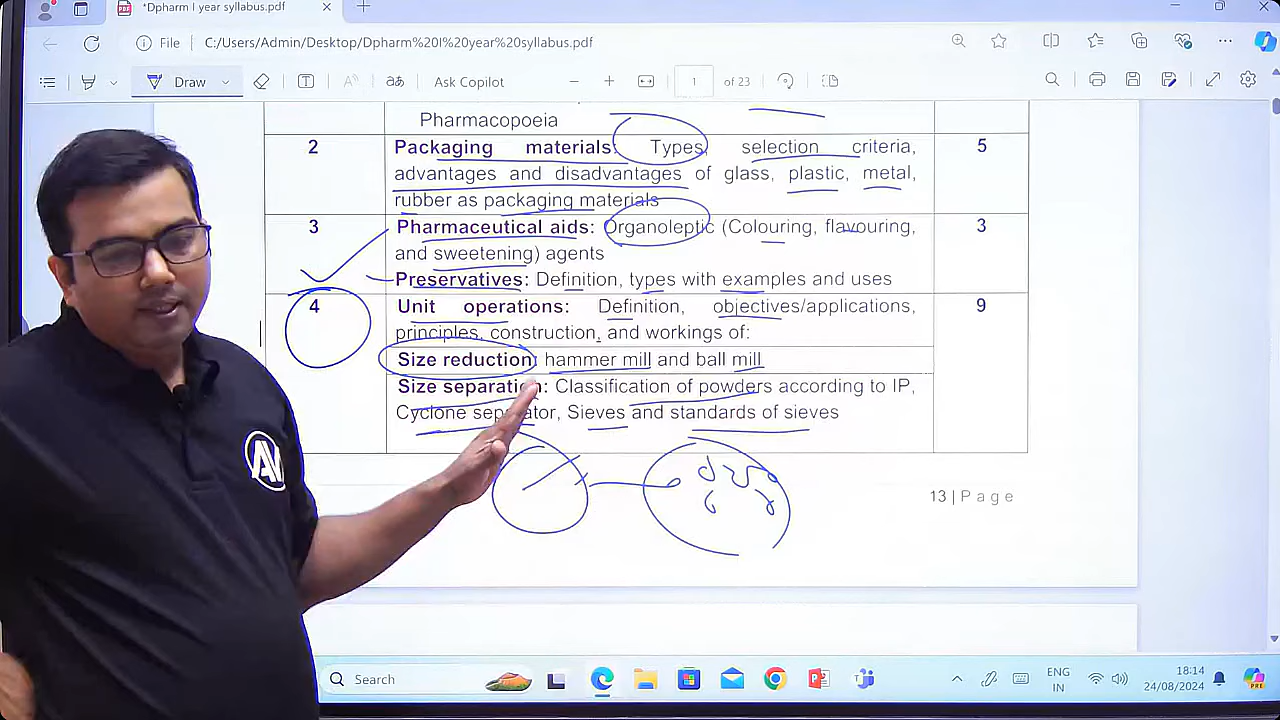 *Dpharm I year syllabus.pdf
File C:/Users/Admin/Desktop/Dpharm%20I%20year%20syllabus.pdf
Draw Ask Copilot 1 of 23
Pharmacopoeia
2 Packaging materials: Types, selection criteria, 5
advantages and disadvantages of glass, plastic, metal,
rubber as packaging materials
3 Pharmaceutical aids: Organoleptic (Colouring, flavouring, 3
and sweetening) agents
Preservatives: Definition, types with examples and uses
4 Unit operations: Definition, objectives/applications, 9
principles, construction, and workings of:
Size reduction: hammer mill and ball mill
Size separation: Classification of powders according to IP,
Cyclone separator, Sieves and standards of sieves
13 | Page
AV
Search
ENG
IN
18:14
24/08/2024